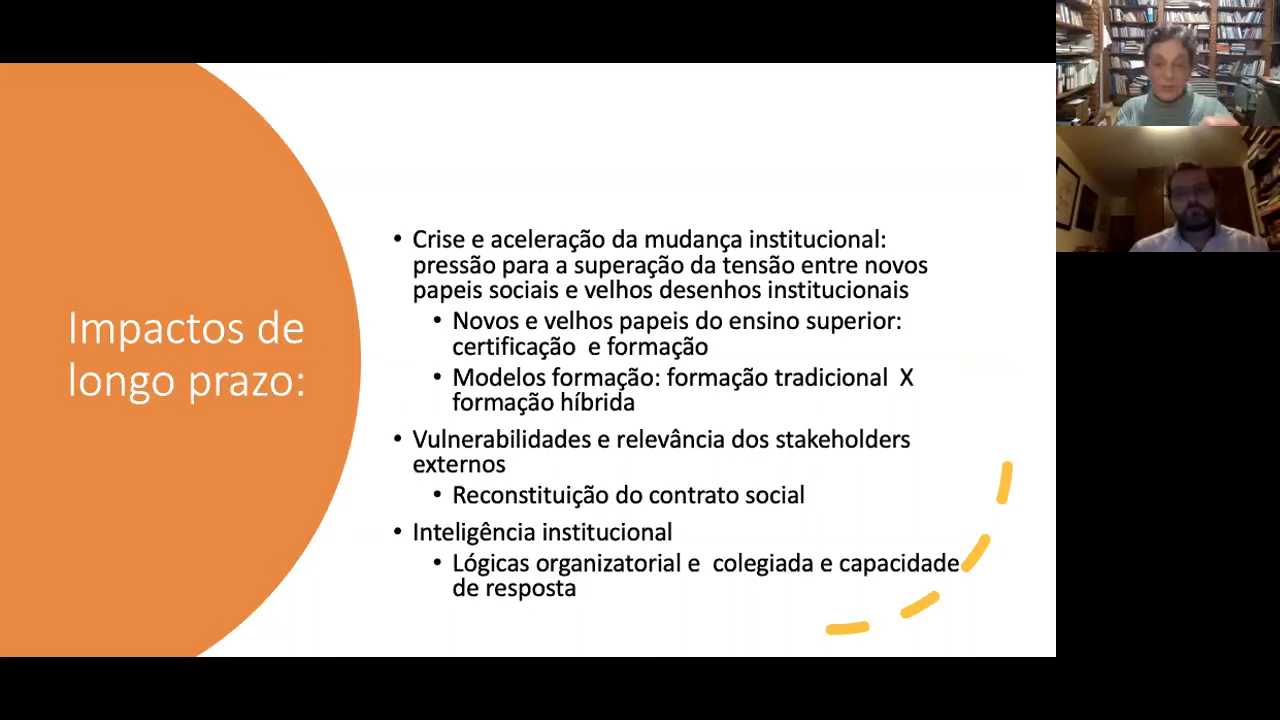 Impactos de
longo prazo:
• Crise e aceleração da mudança institucional:
pressão para a superação da tensão entre novos
papeis sociais e velhos desenhos institucionais
• Novos e velhos papeis do ensino superior:
certificação e formação
• Modelos formação: formação tradicional X
formação híbrida
• Vulnerabilidades e relevância dos stakeholders
externos
• Reconstituição do contrato social
• Inteligência institucional
• Lógicas organizatorial e colegiada e capacidade
de resposta